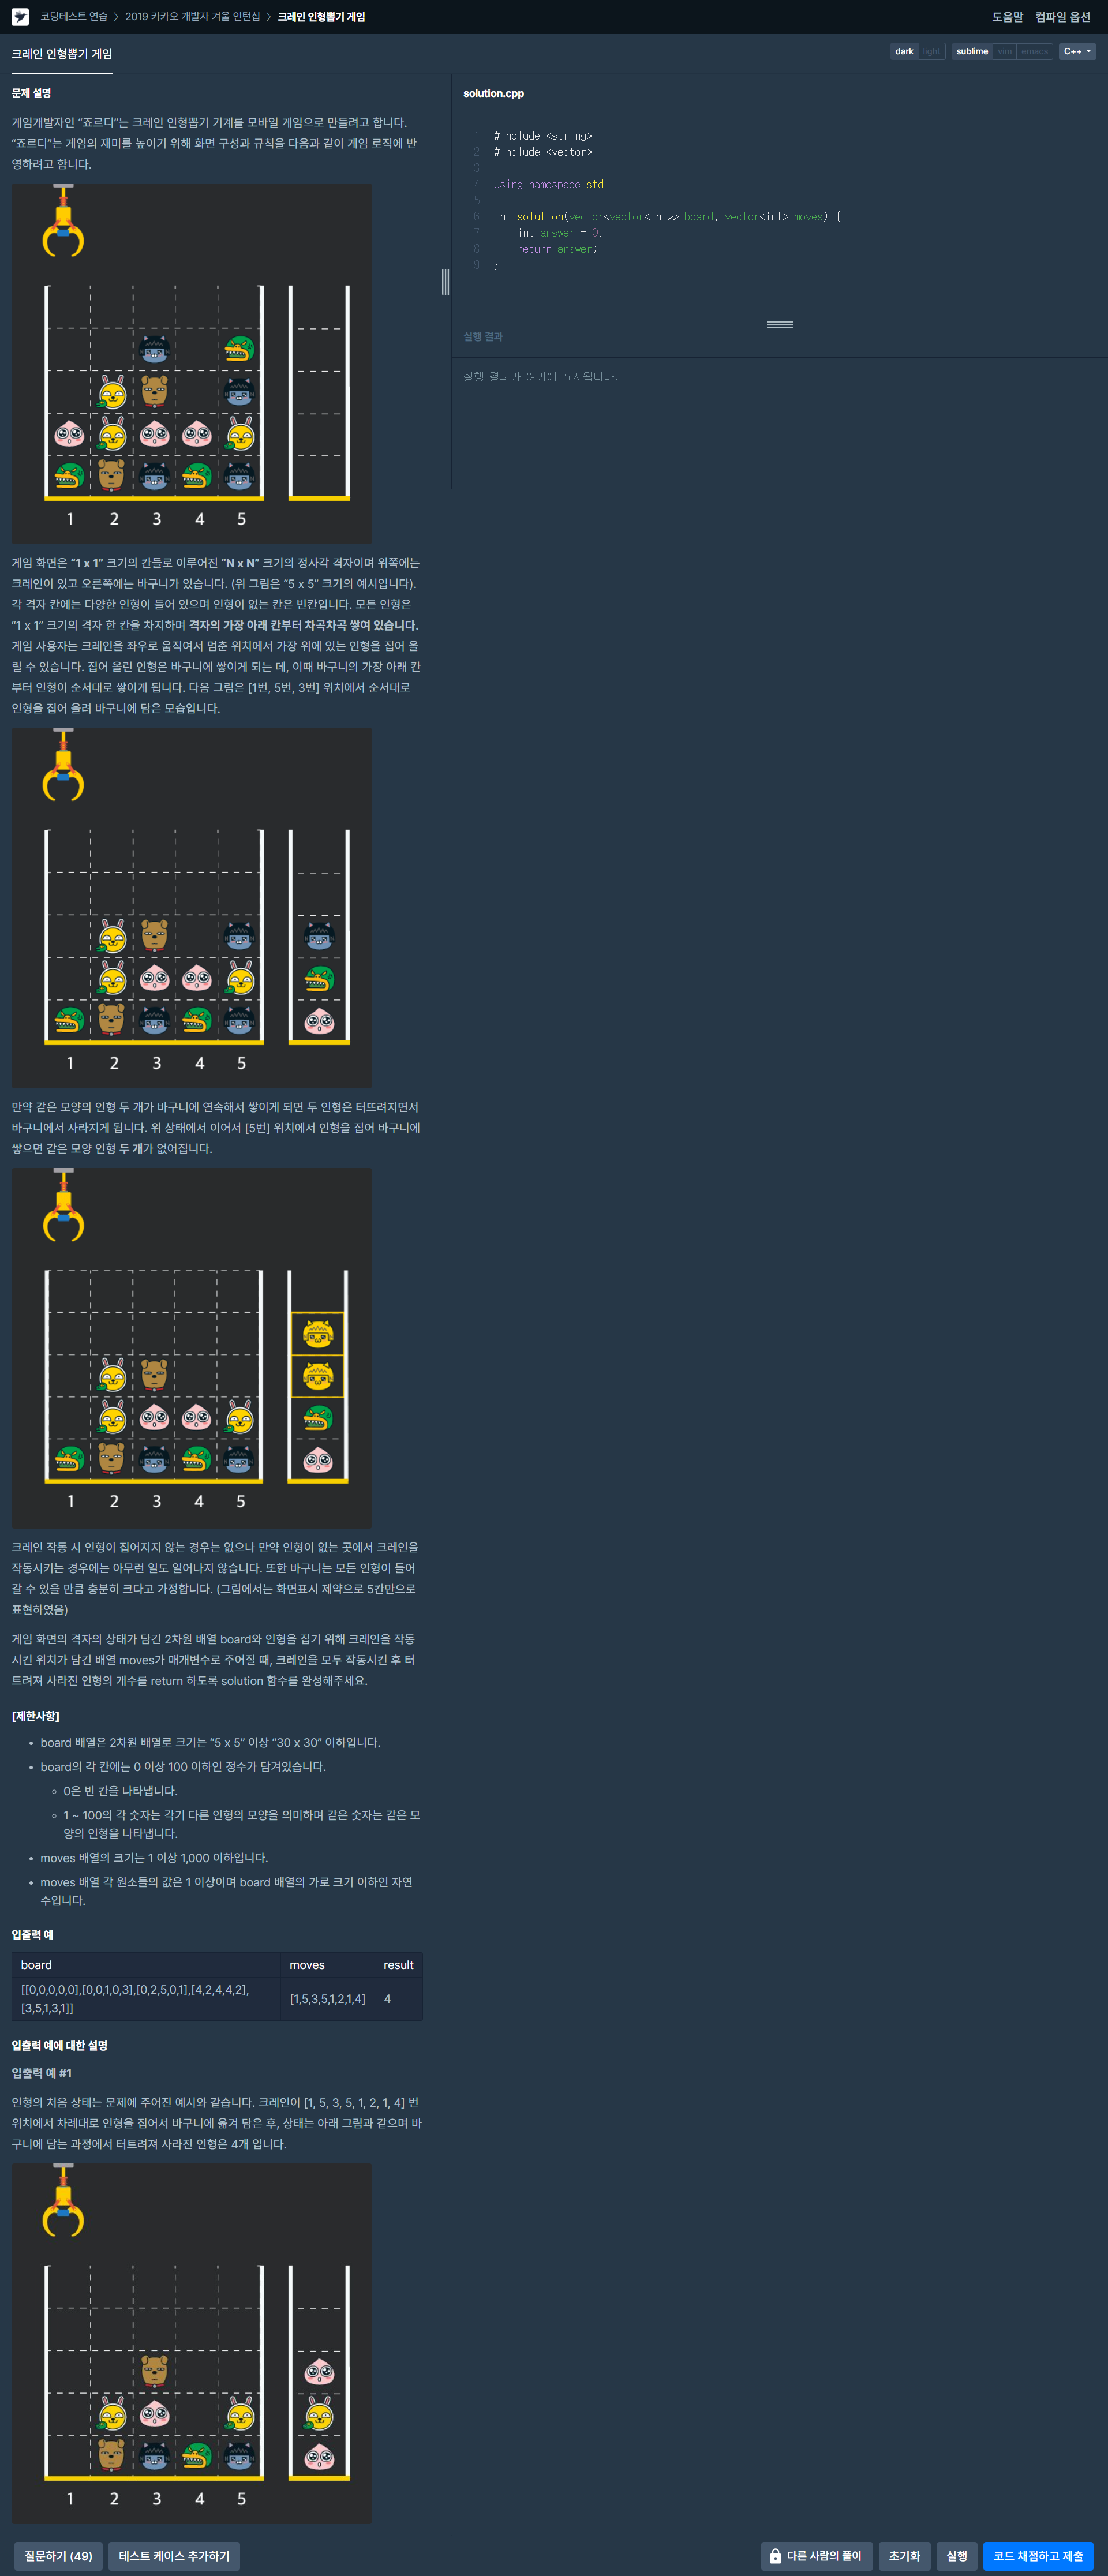 코딩테스트 연습 〉 2019 카카오 개발자 겨울 인턴십 〉 크레인 인형뽑기 게임
도움말 컴파일 옵션
크레인 인형뽑기 게임
dark light sublime vim emacs C++
문제 설명
게임개발자인 “죠르디”는 크레인 인형뽑기 기계를 모바일 게임으로 만들려고 합니다.
“죠르디”는 게임의 재미를 높이기 위해 화면 구성과 규칙을 다음과 같이 게임 로직에 반
영하려고 합니다.
1 2 3 4 5
게임 화면은 “1 x 1” 크기의 칸들로 이루어진 “N x N” 크기의 정사각 격자이며 위쪽에는
크레인이 있고 오른쪽에는 바구니가 있습니다. (위 그림은 “5 x 5” 크기의 예시입니다).
각 격자 칸에는 다양한 인형이 들어 있으며 인형이 없는 칸은 빈칸입니다. 모든 인형은
“1 x 1” 크기의 격자 한 칸을 차지하며 격자의 가장 아래 칸부터 차곡차곡 쌓여 있습니다.
게임 사용자는 크레인을 좌우로 움직여서 멈춘 위치에서 가장 위에 있는 인형을 집어 올
릴 수 있습니다. 집어 올린 인형은 바구니에 쌓이게 되는 데, 이때 바구니의 가장 아래 칸
부터 인형이 순서대로 쌓이게 됩니다. 다음 그림은 [1번, 5번, 3번] 위치에서 순서대로
인형을 집어 올려 바구니에 담은 모습입니다.
1 2 3 4 5
만약 같은 모양의 인형 두 개가 바구니에 연속해서 쌓이게 되면 두 인형은 터뜨려지면서
바구니에서 사라지게 됩니다. 위 상태에서 이어서 [5번] 위치에서 인형을 집어 바구니에
쌓으면 같은 모양 인형 두 개가 없어집니다.
1 2 3 4 5
크레인 작동 시 인형이 집어지지 않는 경우는 없으나 만약 인형이 없는 곳에서 크레인을
작동시키는 경우에는 아무런 일도 일어나지 않습니다. 또한 바구니는 모든 인형이 들어
갈 수 있을 만큼 충분히 크다고 가정합니다. (그림에서는 화면표시 제약으로 5칸만으로
표현하였음)
게임 화면의 격자의 상태가 담긴 2차원 배열 board와 인형을 집기 위해 크레인을 작동
시킨 위치가 담긴 배열 moves가 매개변수로 주어질 때, 크레인을 모두 작동시킨 후 터
트려져 사라진 인형의 개수를 return 하도록 solution 함수를 완성해주세요.
[제한사항]
• board 배열은 2차원 배열로 크기는 “5 x 5” 이상 “30 x 30” 이하입니다.
• board의 각 칸에는 0 이상 100 이하인 정수가 담겨있습니다.
◦ 0은 빈 칸을 나타냅니다.
◦ 1 ~ 100의 각 숫자는 각기 다른 인형의 모양을 의미하며 같은 숫자는 같은 모
양의 인형을 나타냅니다.
• moves 배열의 크기는 1 이상 1,000 이하입니다.
• moves 배열 각 원소들의 값은 1 이상이며 board 배열의 가로 크기 이하인 자연
수입니다.
입출력 예
board moves result
[[0,0,0,0,0],[0,0,1,0,3],[0,2,5,0,1],[4,2,4,4,2],
[3,5,1,3,1]] [1,5,3,5,1,2,1,4] 4
입출력 예에 대한 설명
입출력 예 #1
인형의 처음 상태는 문제에 주어진 예시와 같습니다. 크레인이 [1, 5, 3, 5, 1, 2, 1, 4] 번
위치에서 차례대로 인형을 집어서 바구니에 옮겨 담은 후, 상태는 아래 그림과 같으며 바
구니에 담는 과정에서 터트려져 사라진 인형은 4개 입니다.
1 2 3 4 5
solution.cpp
1 #include <string>
2 #include <vector>
3
4 using namespace std;
5
6 int solution(vector<vector<int>> board, vector<int> moves) {
7 int answer = 0;
8 return answer;
9 }
실행 결과
실행 결과가 여기에 표시됩니다.
질문하기 (49) 테스트 케이스 추가하기 다른 사람의 풀이 초기화 실행 코드 채점하고 제출